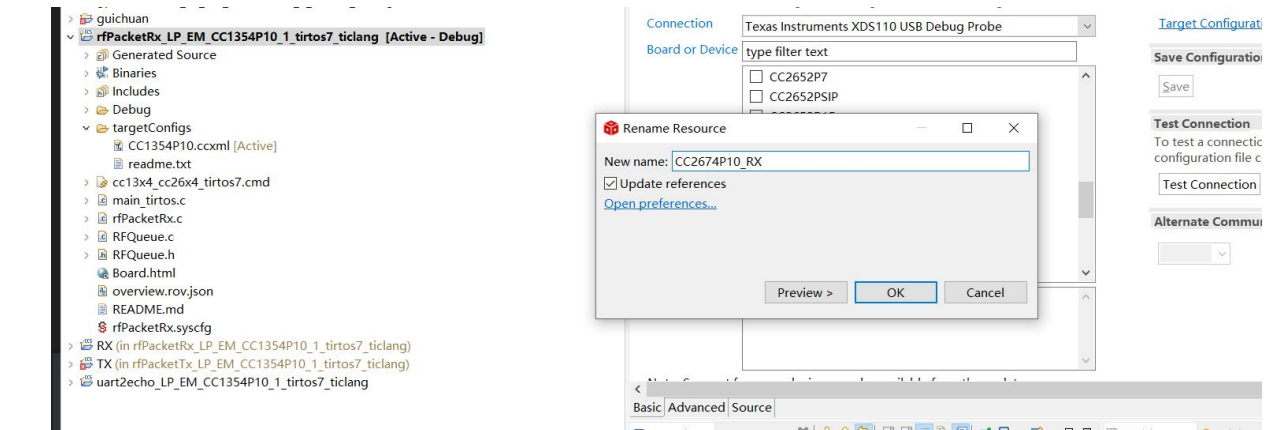 guichuan
rfPacketRx_LP_EM_CC1354P10_1_tirtos7_ticlang [Active - Debug]
Generated Source
Binaries
Includes
Debug
targetConfigs
CC1354P10.ccxml [Active]
readme.txt
cc13x4_cc26x4_tirtos7.cmd
main_tirtos.c
rfPacketRx.c
RFQueue.c
RFQueue.h
Board.html
overview.rov.json
README.md
rfPacketRx.syscfg
RX (in rfPacketRx_LP_EM_CC1354P10_1_tirtos7_ticlang)
TX (in rfPacketTx_LP_EM_CC1354P10_1_tirtos7_ticlang)
uart2echo_LP_EM_CC1354P10_1_tirtos7_ticlang
Connection
Texas Instruments XDS110 USB Debug Probe
Board or Device
type filter text
CC2652P7
CC2652PSIP
Rename Resource
New name: CC2674P10_RX
Update references
Open preferences...
Preview >
OK
Cancel
Basic
Advanced
Source
Target Configurati
Save Configuratio
Save
Test Connection
To test a connectio
configuration file c
Test Connection
Alternate Commu